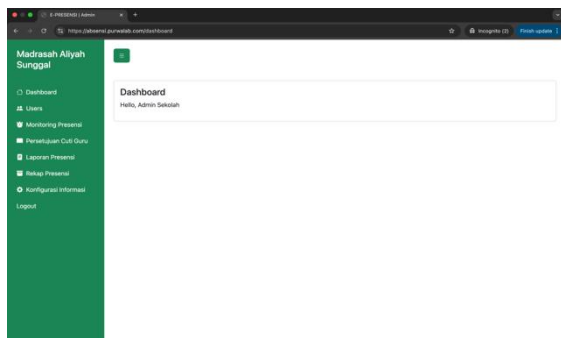 E-PRESENSI | Admin
https://absensi.purwalab.com/dashboard
Incognito (2)
Finish update
Madrasah Aliyah
Sunggal
Dashboard
Users
Monitoring Presensi
Persetujuan Cuti Guru
Laporan Presensi
Rekap Presensi
Konfigurasi Informasi
Logout
Dashboard
Hello, Admin Sekolah